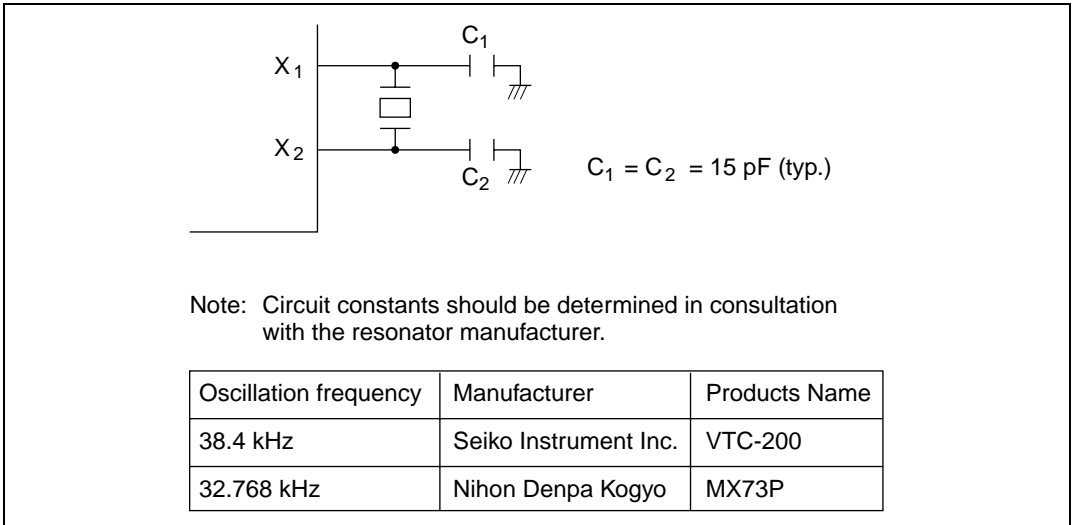 C1
X1
X2
C2
C1 = C2 = 15 pF (typ.)
Note: Circuit constants should be determined in consultation
with the resonator manufacturer.
Oscillation frequency Manufacturer Products Name
38.4 kHz Seiko Instrument Inc. VTC-200
32.768 kHz Nihon Denpa Kogyo MX73P